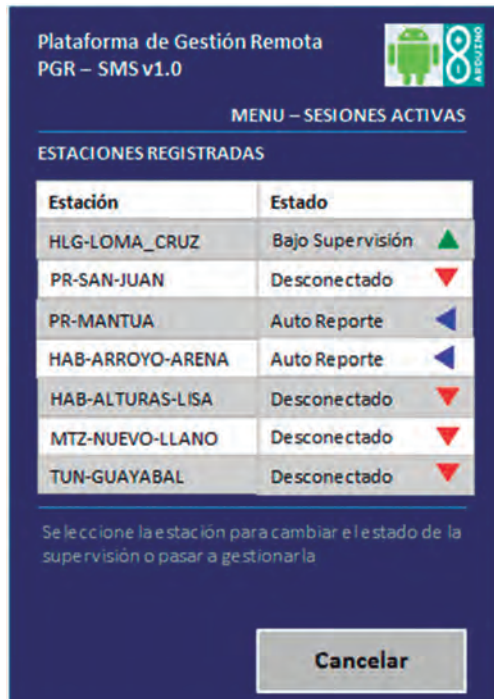 Plataforma de Gestión Remota
PGR – SMS v1.0
ARDUINO
MENU – SESIONES ACTIVAS
ESTACIONES REGISTRADAS
Estación Estado
HLG-LOMA_CRUZ Bajo Supervisión
PR-SAN-JUAN Desconectado
PR-MANTUA Auto Reporte
HAB-ARROYO-ARENA Auto Reporte
HAB-ALTURAS-LISA Desconectado
MTZ-NUEVO-LLANO Desconectado
TUN-GUAYABAL Desconectado
Seleccione la estación para cambiar el estado de la
supervisión o pasar a gestionarla
Cancelar